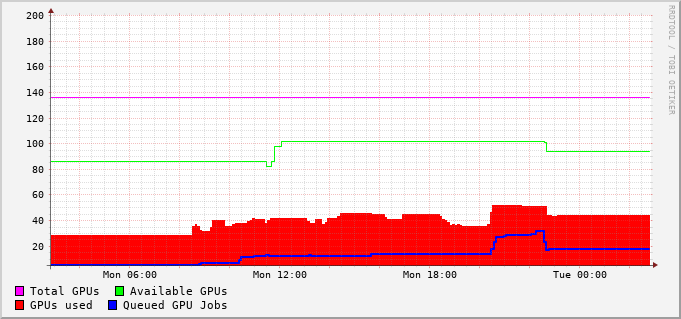 RRDTOOL / TOBI OETIKER
200
180
160
140
120
100
80
60
40
20
Mon 06:00 Mon 12:00 Mon 18:00 Tue 00:00
Total GPUs Available GPUs
GPUs used Queued GPU Jobs